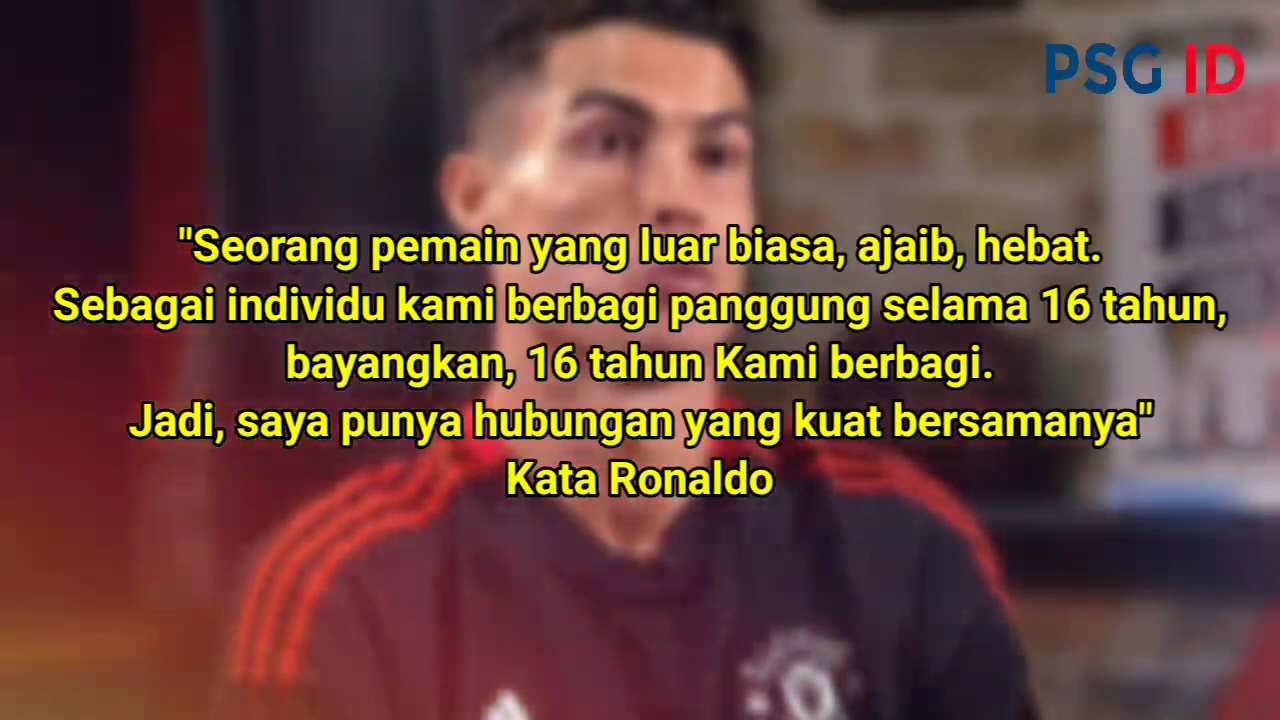 PSG ID
"Seorang pemain yang luar biasa, ajaib, hebat.
Sebagai individu kami berbagi panggung selama 16 tahun,
bayangkan, 16 tahun Kami berbagi.
Jadi, saya punya hubungan yang kuat bersamanya"
Kata Ronaldo